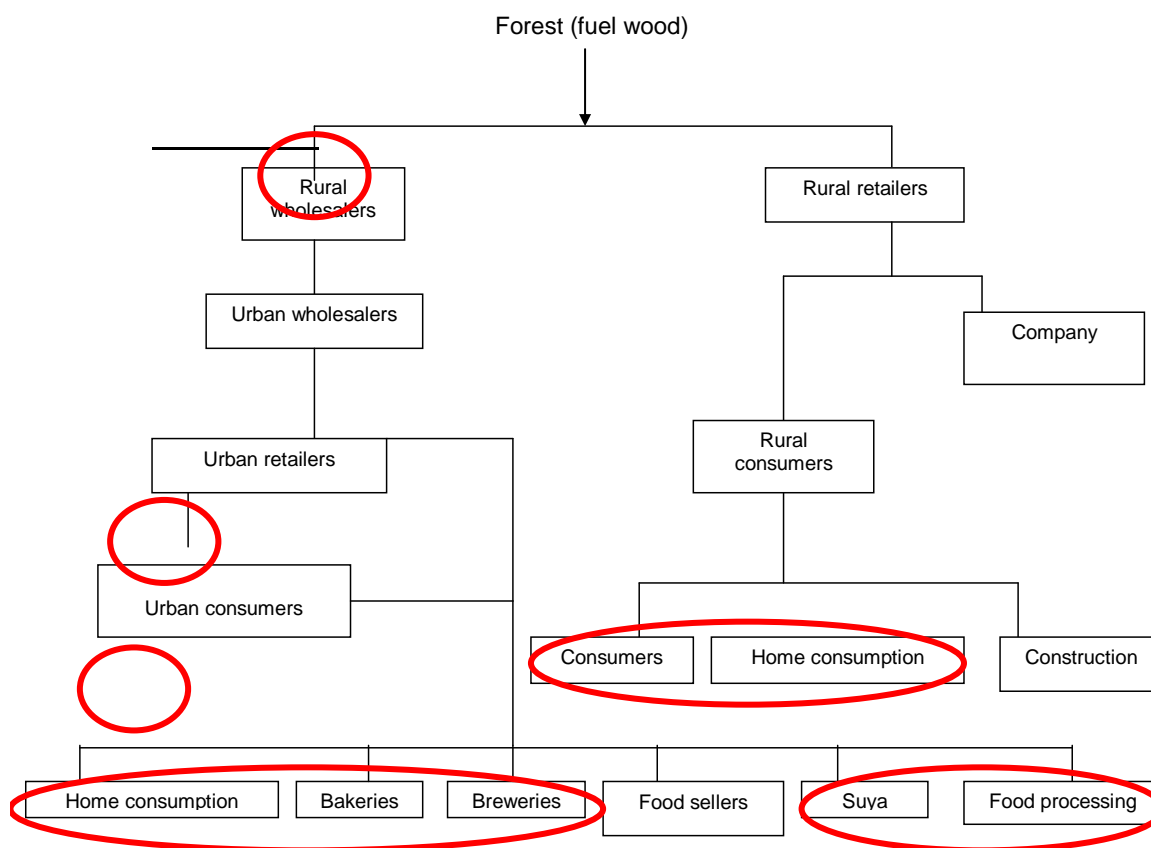 Forest (fuel wood)
Rural
wholesalers
Rural retailers
Urban wholesalers
Company
Urban retailers
Rural
consumers
Urban consumers
Consumers
Home consumption
Construction
Home consumption
Bakeries
Breweries
Food sellers
Suya
Food processing